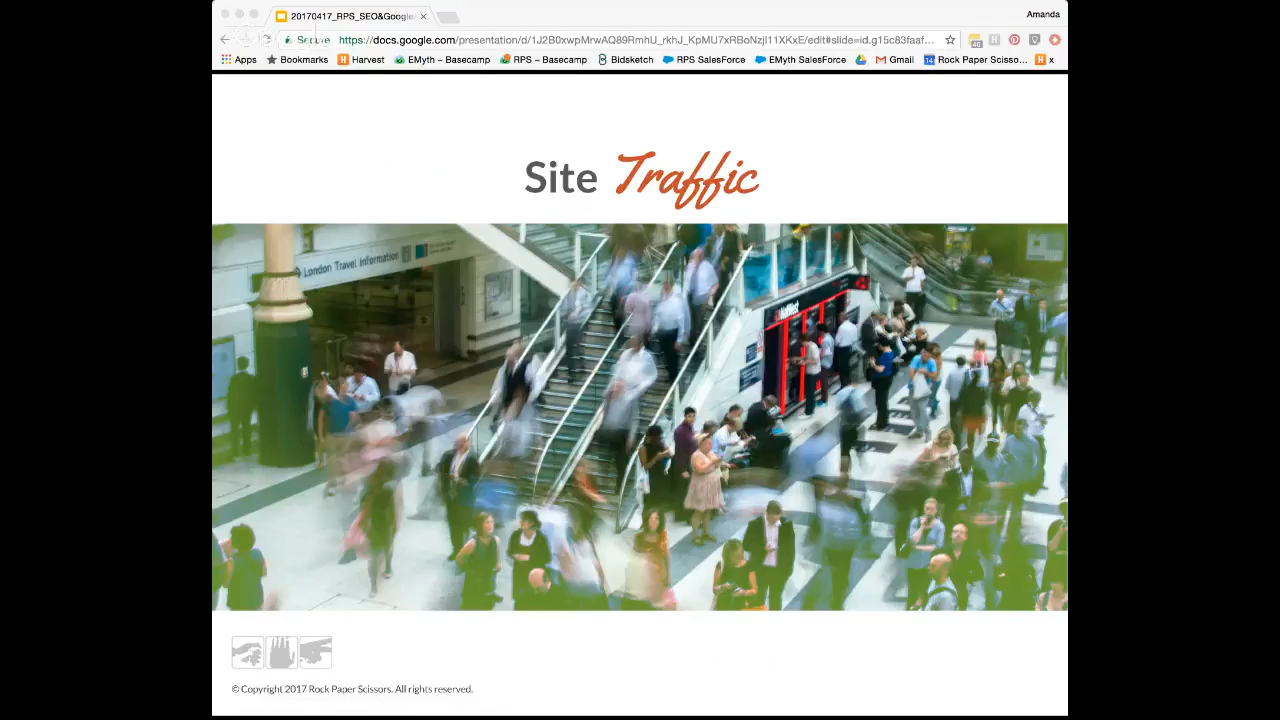 20170417_RPS_SEO&Google
Amanda
Secure https://docs.google.com/presentation/d/1J2B0xwpMrwAQ89RmhU_rkhJ_KpMU7xRBoNzjl11XKxE/edit#slide=id.g15c83faaf...
Apps Bookmarks Harvest EMyth – Basecamp RPS – Basecamp Bidsketch RPS SalesForce EMyth SalesForce Gmail Rock Paper Scisso... x
Site Traffic
London Travel Information
NatWest
© Copyright 2017 Rock Paper Scissors. All rights reserved.